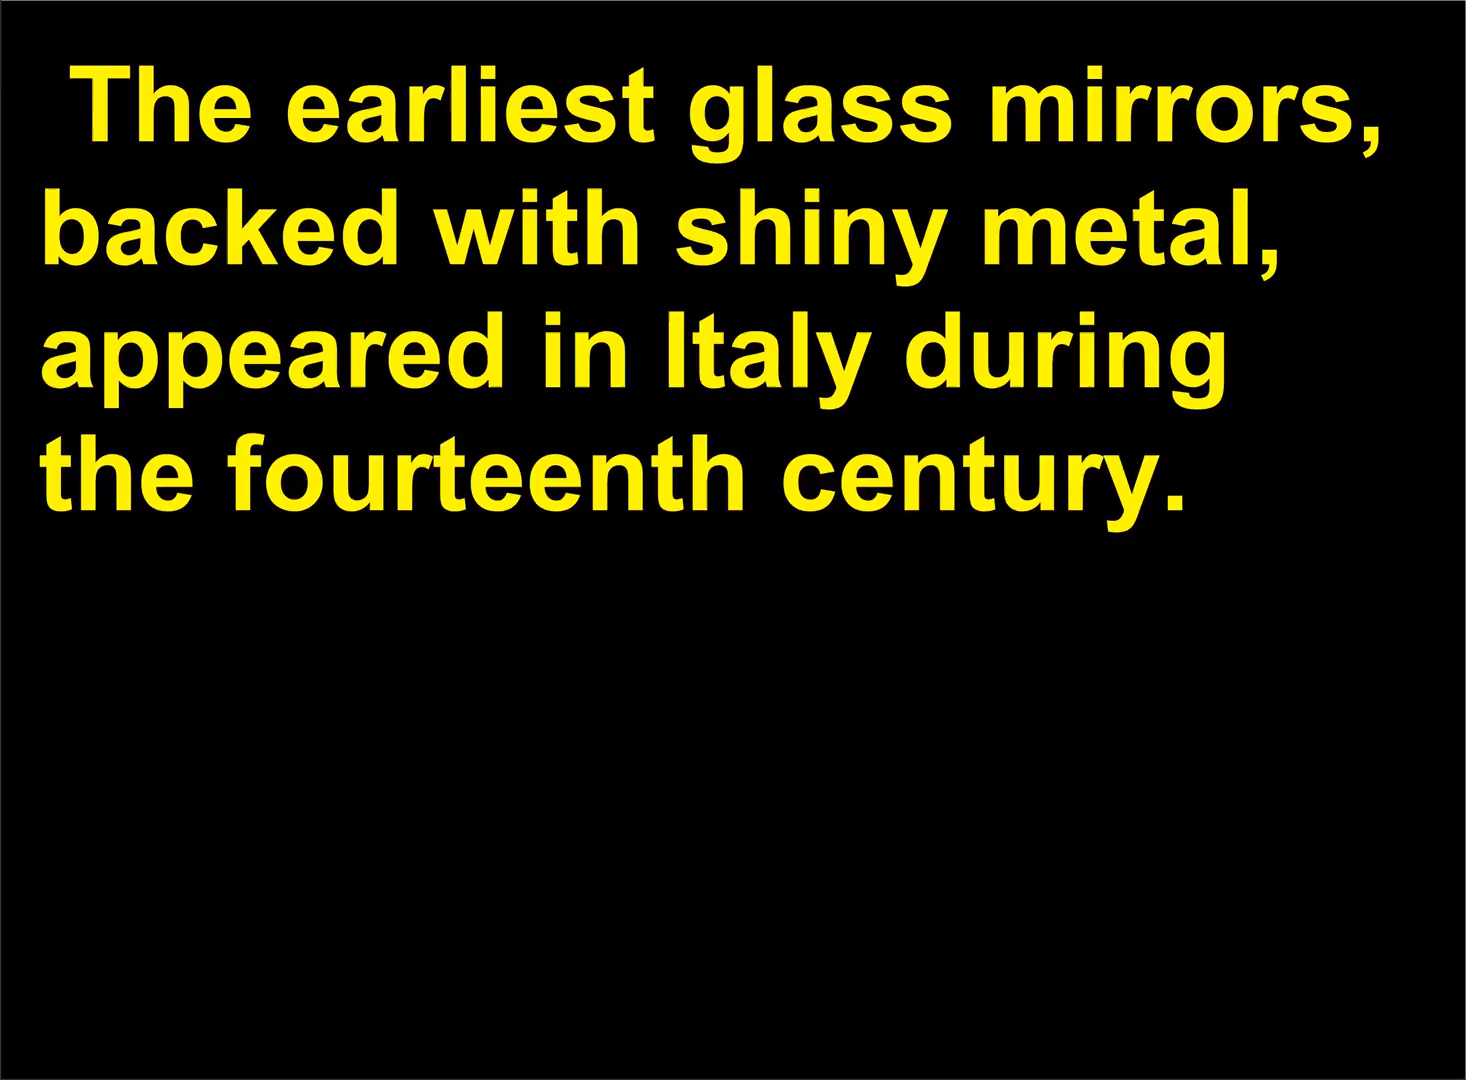 The earliest glass mirrors,
backed with shiny metal,
appeared in Italy during
the fourteenth century.